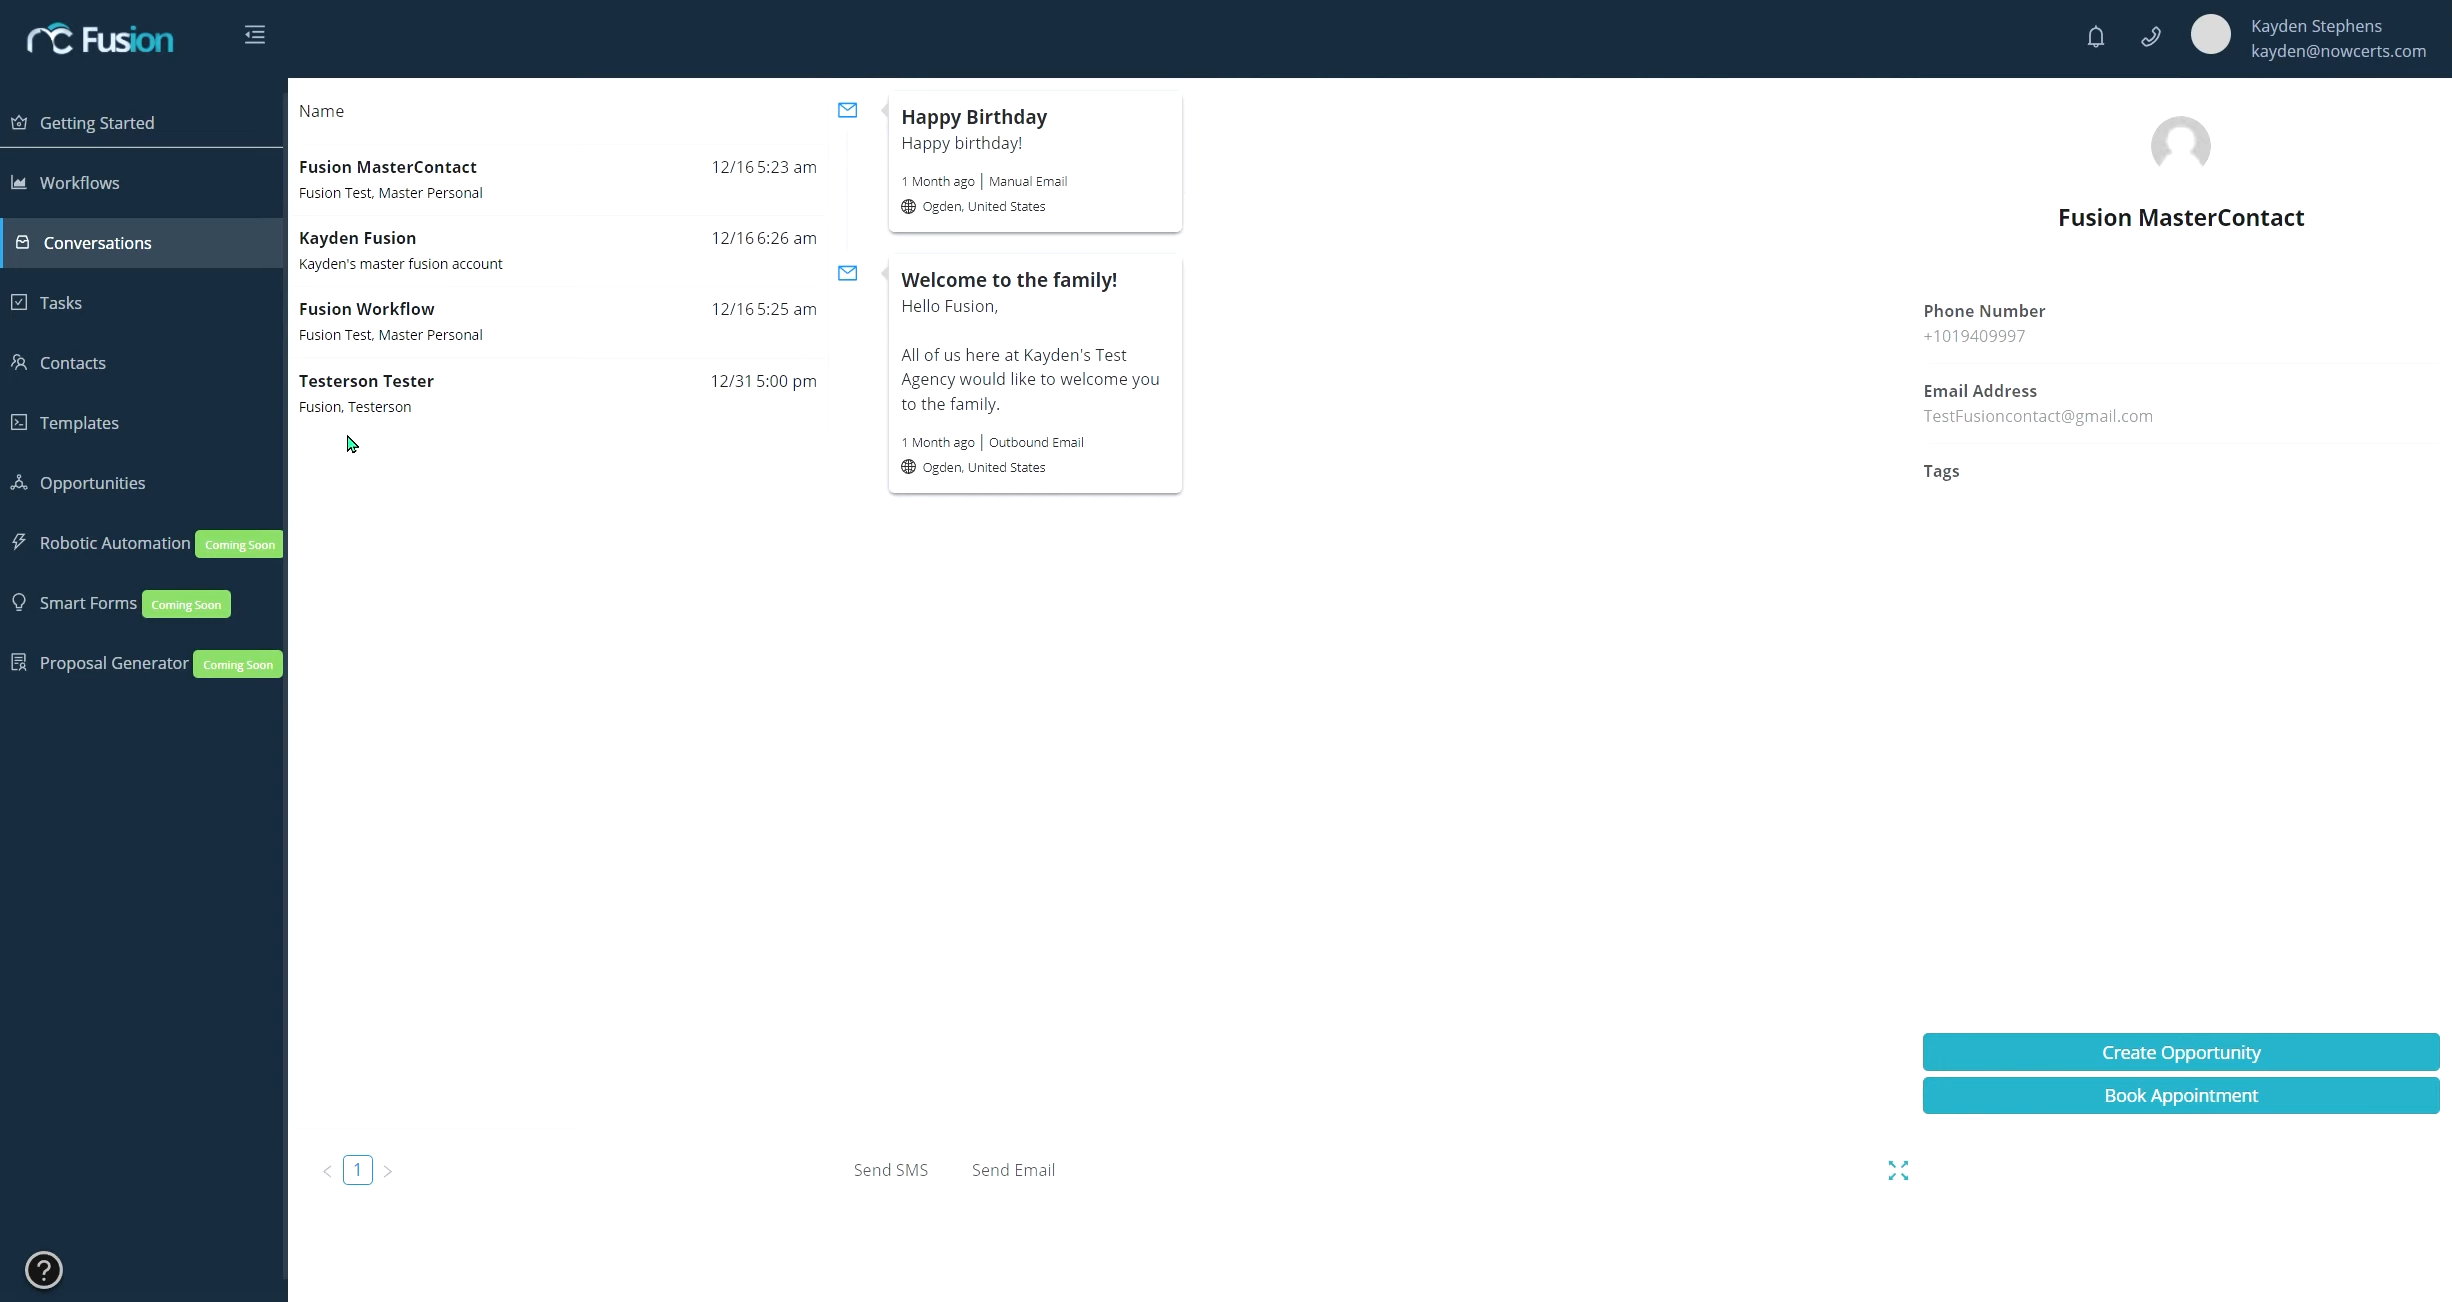 Fusion
Kayden Stephens
kayden@nowcerts.com
Getting Started
Workflows
Conversations
Tasks
Contacts
Templates
Opportunities
Robotic Automation Coming Soon
Smart Forms Coming Soon
Proposal Generator Coming Soon
Name
Fusion MasterContact 12/16 5:23 am
Fusion Test, Master Personal
Kayden Fusion 12/16 6:26 am
Kayden's master fusion account
Fusion Workflow 12/16 5:25 am
Fusion Test, Master Personal
Testerson Tester 12/31 5:00 pm
Fusion, Testerson
< 1 >
Happy Birthday
Happy birthday!
1 Month ago | Manual Email
Ogden, United States
Welcome to the family!
Hello Fusion,
All of us here at Kayden's Test
Agency would like to welcome you
to the family.
1 Month ago | Outbound Email
Ogden, United States
Send SMS Send Email
Fusion MasterContact
Phone Number
+1019409997
Email Address
TestFusioncontact@gmail.com
Tags
Create Opportunity
Book Appointment
?